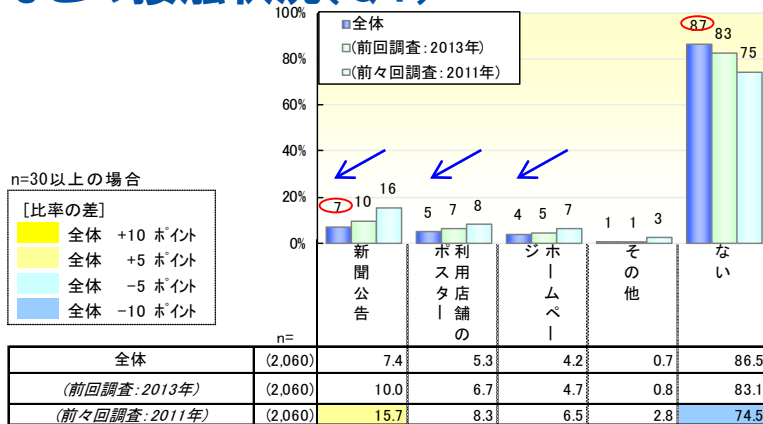 100%
全体
(前回調査:2013年)
(前々回調査:2011年)
80%
60%
40%
20%
0%
87
83
75
7
10
16
5
7
8
4
5
7
1
1
3
n=30以上の場合
[比率の差]
全体 +10 ポイント
全体 +5 ポイント
全体 -5 ポイント
全体 -10 ポイント
新聞公告
利用店舗のポスター
ホームページ
その他
ない
n=
全体 (2,060) 7.4 5.3 4.2 0.7 86.5
(前回調査:2013年) (2,060) 10.0 6.7 4.7 0.8 83.1
(前々回調査:2011年) (2,060) 15.7 8.3 6.5 2.8 74.5